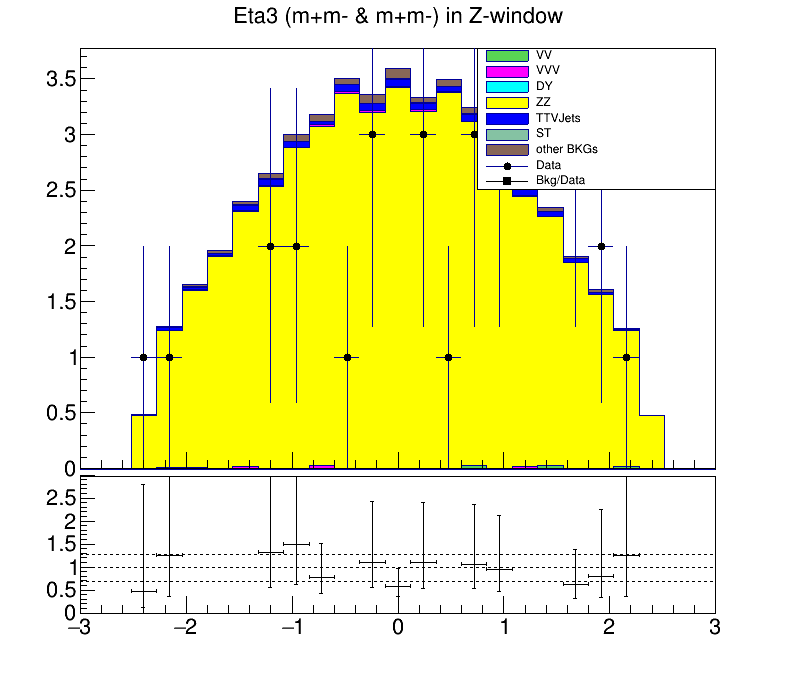 Eta3 (m+m- & m+m-) in Z-window
VV
VVV
DY
ZZ
TTVJets
ST
other BKGs
Data
Bkg/Data
3.5
3
2.5
2
1.5
1
0.5
0
2.5
2
1.5
1
0.5
0
−3 −2 −1 0 1 2 3